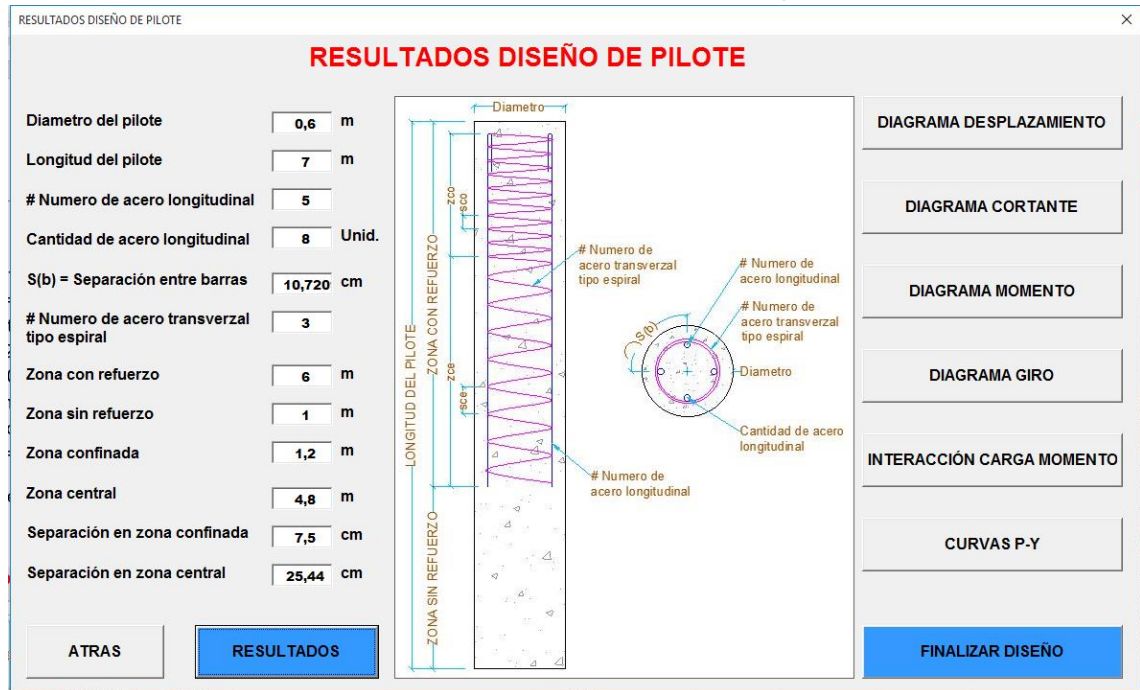 RESULTADOS DISEÑO DE PILOTE
RESULTADOS DISEÑO DE PILOTE
Diametro del pilote 0,6 m
Longitud del pilote 7 m
# Numero de acero longitudinal 5
Cantidad de acero longitudinal 8 Unid.
S(b) = Separación entre barras 10,720 cm
# Numero de acero transverzal
tipo espiral 3
Zona con refuerzo 6 m
Zona sin refuerzo 1 m
Zona confinada 1,2 m
Zona central 4,8 m
Separación en zona confinada 7,5 cm
Separación en zona central 25,44 cm
ATRAS
RESULTADOS
Diametro
LONGITUD DEL PILOTE
ZONA CON REFUERZO
ZONA SIN REFUERZO
zco
sco
zce
sce
# Numero de
acero transverzal
tipo espiral
# Numero de
acero longitudinal
# Numero de
acero longitudinal
# Numero de
acero transverzal
tipo espiral
S(b)
Diametro
Cantidad de acero
longitudinal
DIAGRAMA DESPLAZAMIENTO
DIAGRAMA CORTANTE
DIAGRAMA MOMENTO
DIAGRAMA GIRO
INTERACCIÓN CARGA MOMENTO
CURVAS P-Y
FINALIZAR DISEÑO